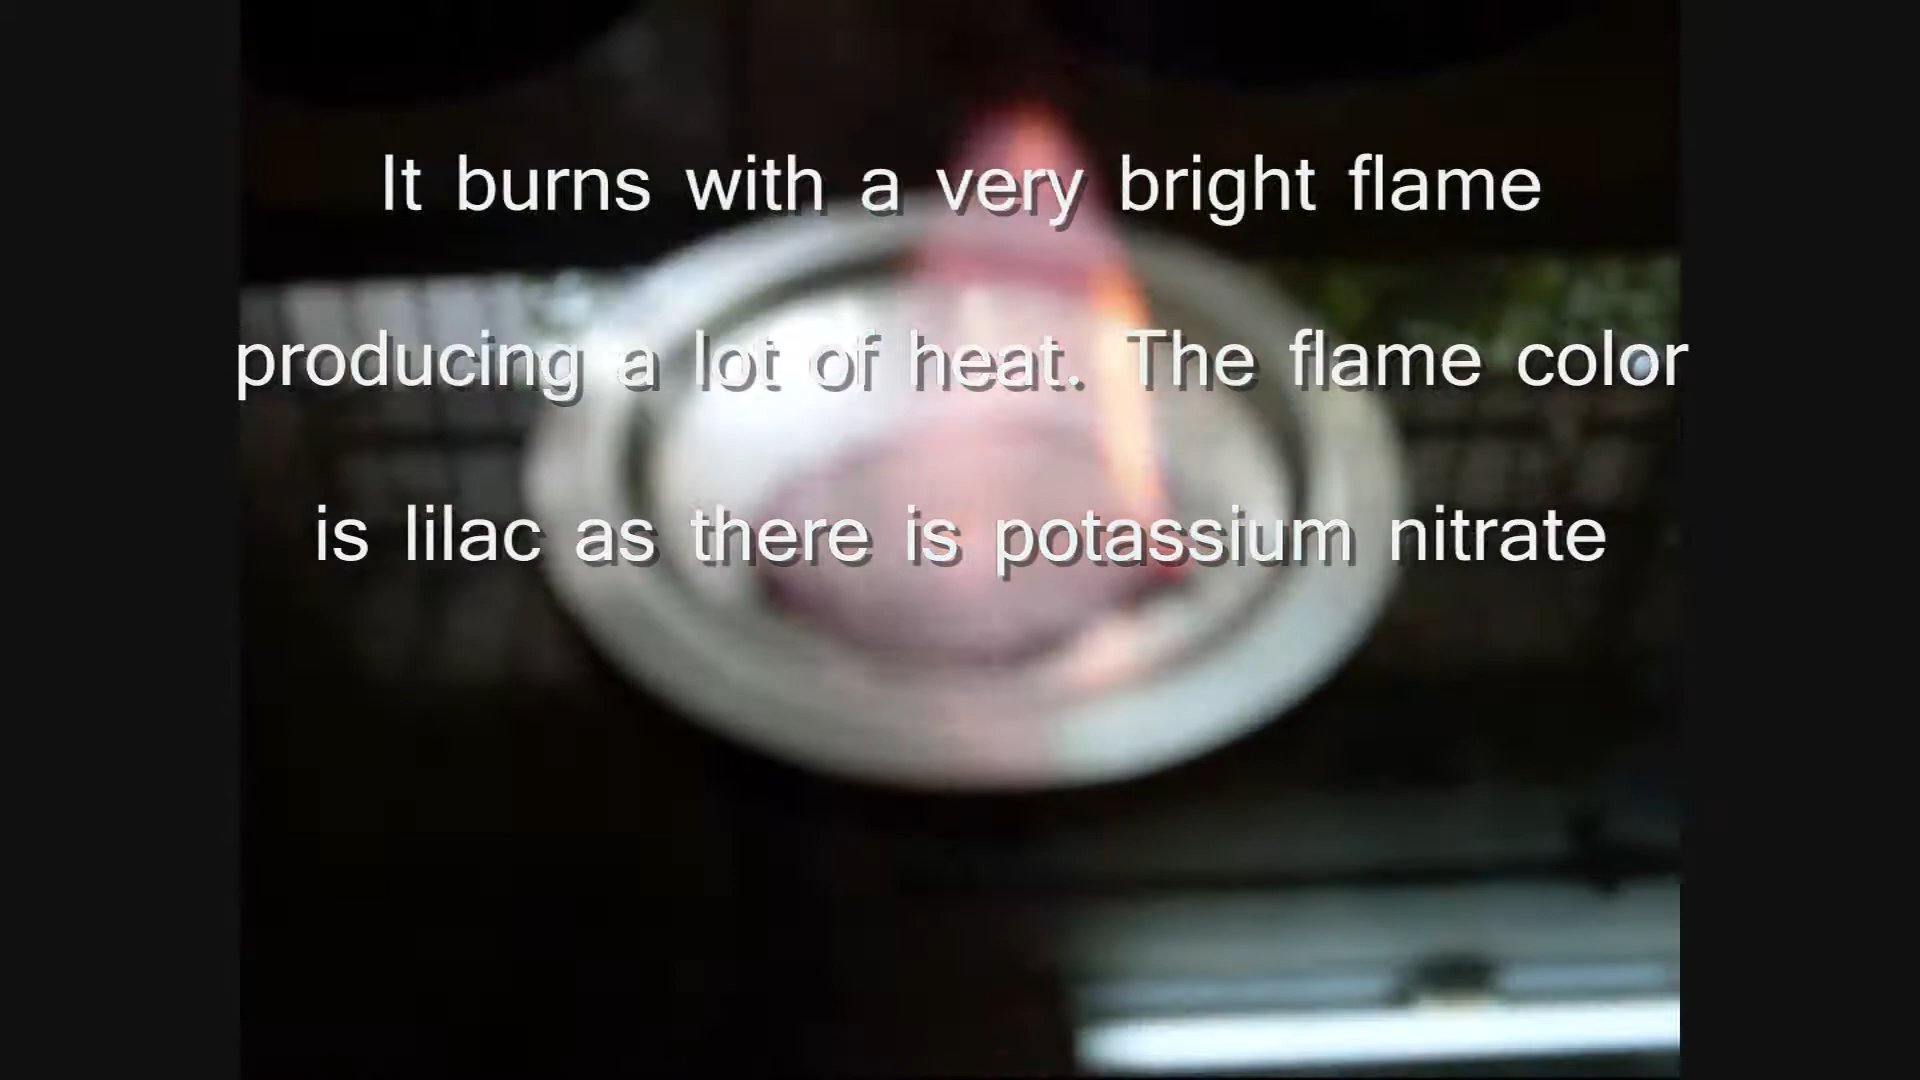 It burns with a very bright flame
producing a lot of heat. The flame color
is lilac as there is potassium nitrate